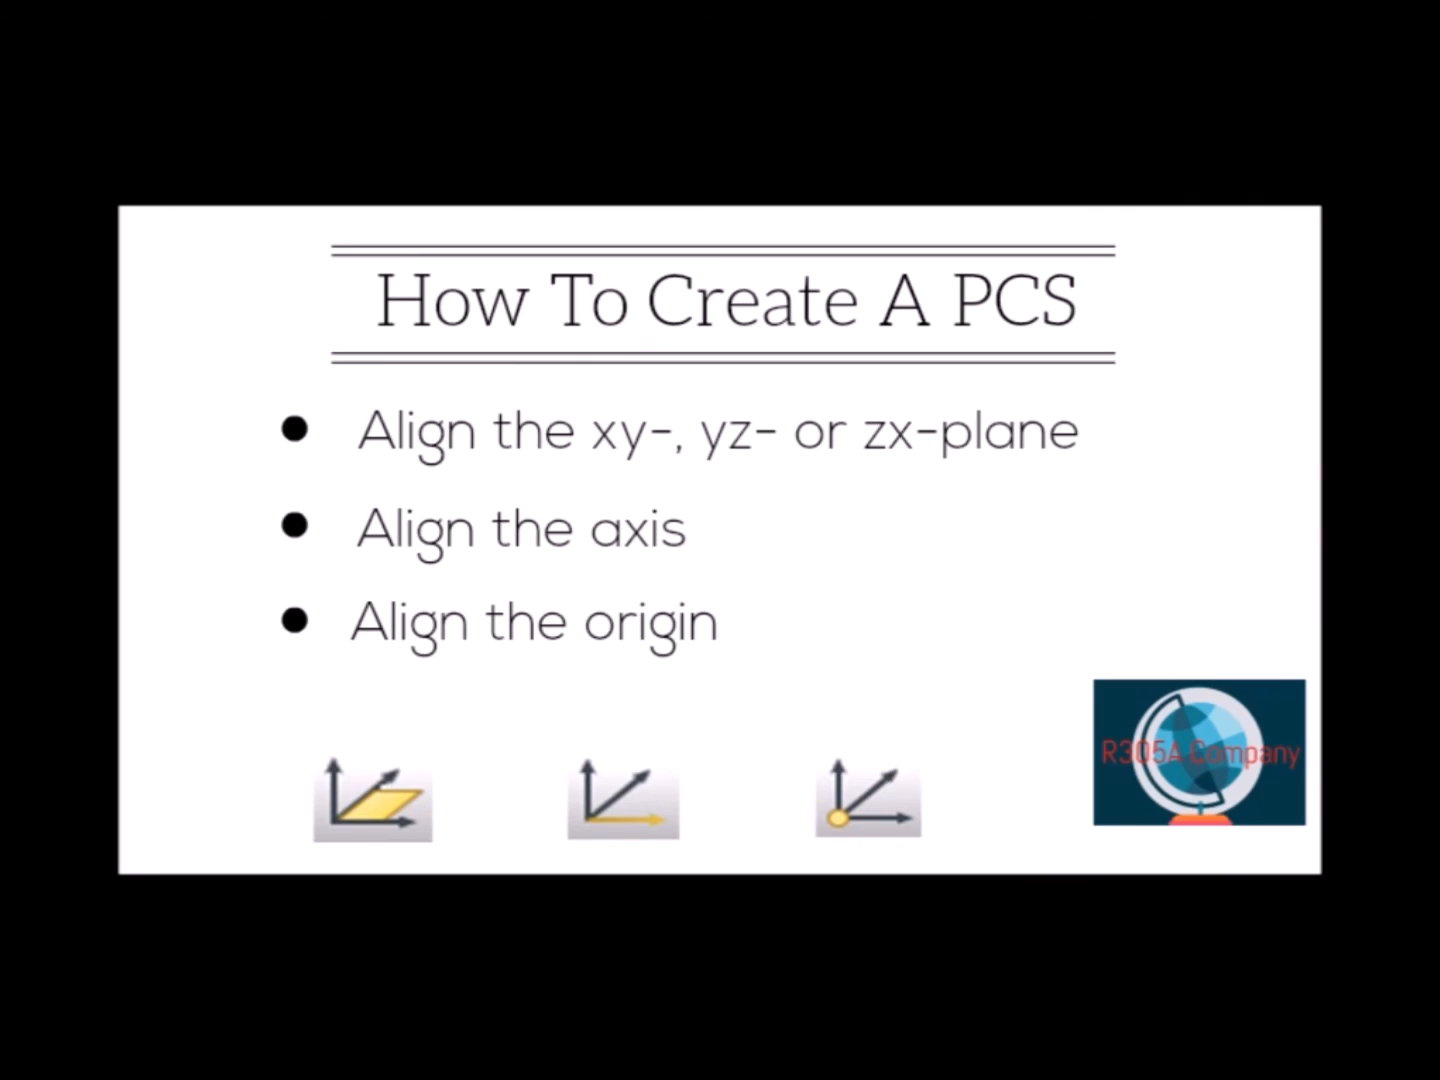 How To Create A PCS
Align the xy-, yz- or zx-plane
Align the axis
Align the origin
R305A Company